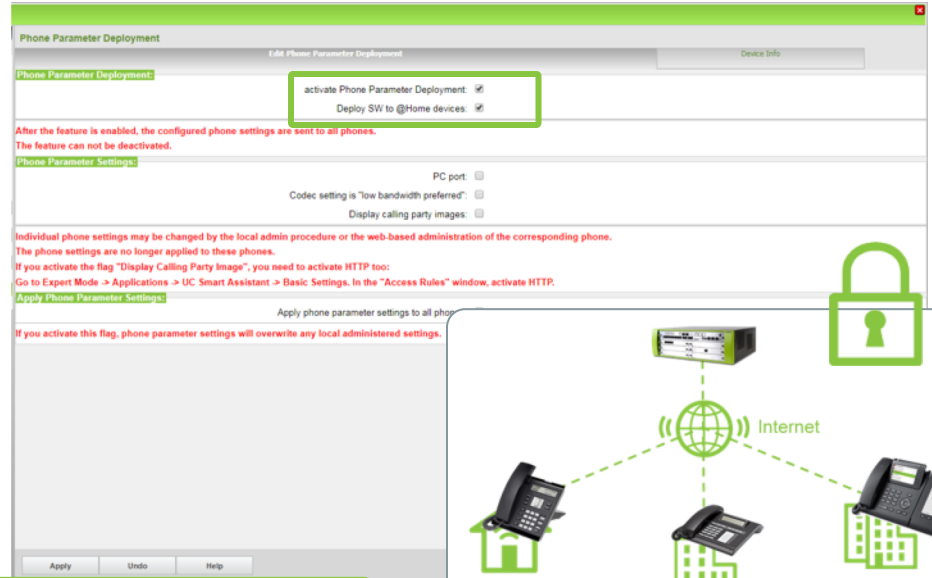 Phone Parameter Deployment
Edit Phone Parameter Deployment
Device Info
Phone Parameter Deployment:
activate Phone Parameter Deployment:
Deploy SW to @Home devices:
After the feature is enabled, the configured phone settings are sent to all phones.
The feature can not be deactivated.
Phone Parameter Settings:
PC port:
Codec setting is "low bandwidth preferred":
Display calling party images:
Individual phone settings may be changed by the local admin procedure or the web-based administration of the corresponding phone.
The phone settings are no longer applied to these phones.
If you activate the flag "Display Calling Party Image", you need to activate HTTP too:
Go to Expert Mode -> Applications -> UC Smart Assistant -> Basic Settings. In the "Access Rules" window, activate HTTP.
Apply Phone Parameter Settings:
Apply phone parameter settings to all
If you activate this flag, phone parameter settings will overwrite any local administered settings.
Internet
Apply Undo Help